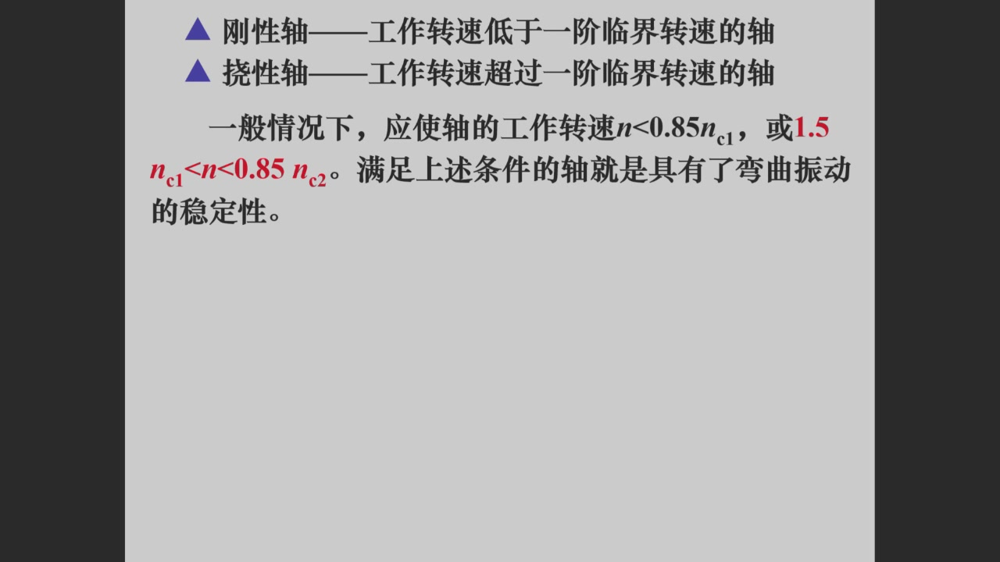 ▲ 刚性轴——工作转速低于一阶临界转速的轴
▲ 挠性轴——工作转速超过一阶临界转速的轴
一般情况下，应使轴的工作转速n<0.85nc1，或1.5
nc1<n<0.85 nc2。满足上述条件的轴就是具有了弯曲振动
的稳定性。